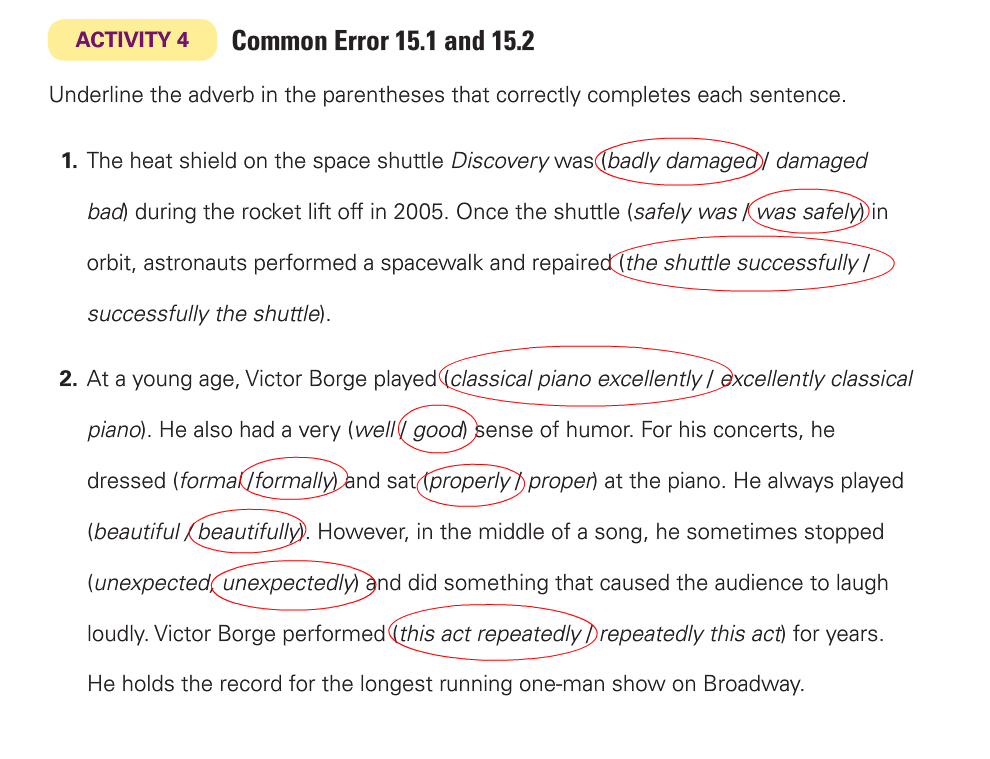 ACTIVITY 4 Common Error 15.1 and 15.2
Underline the adverb in the parentheses that correctly completes each sentence.
1. The heat shield on the space shuttle Discovery was (badly damaged / damaged
bad) during the rocket lift off in 2005. Once the shuttle (safely was / was safely) in
orbit, astronauts performed a spacewalk and repaired (the shuttle successfully /
successfully the shuttle).
2. At a young age, Victor Borge played (classical piano excellently / excellently classical
piano). He also had a very (well / good) sense of humor. For his concerts, he
dressed (formal / formally) and sat (properly / proper) at the piano. He always played
(beautiful / beautifully). However, in the middle of a song, he sometimes stopped
(unexpected, unexpectedly) and did something that caused the audience to laugh
loudly. Victor Borge performed (this act repeatedly / repeatedly this act) for years.
He holds the record for the longest running one-man show on Broadway.